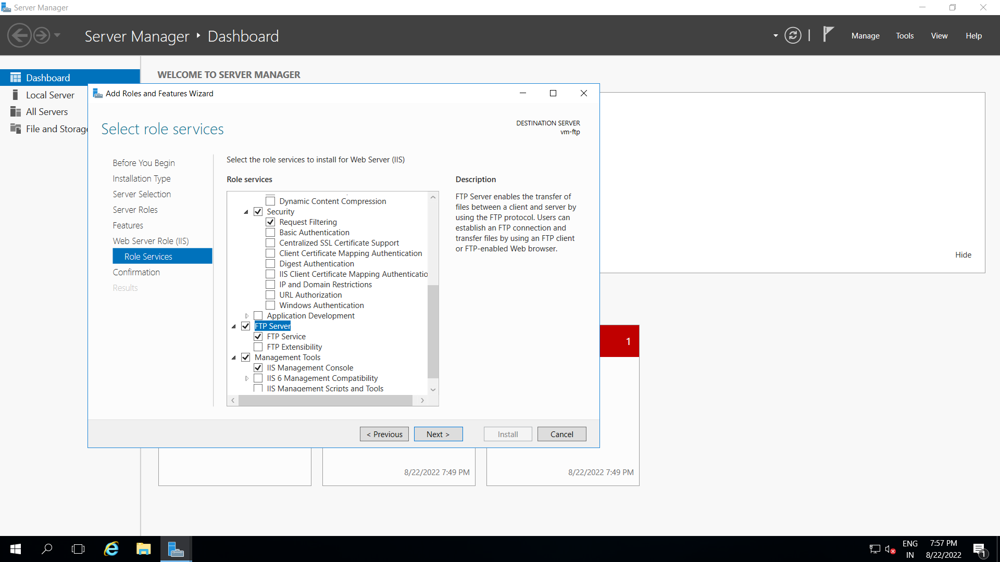 Server Manager
Server Manager ‣ Dashboard
Manage
Tools
View
Help
Dashboard
Local Server
All Servers
File and Storage
WELCOME TO SERVER MANAGER
Add Roles and Features Wizard
Select role services
DESTINATION SERVER
vm-ftp
Before You Begin
Installation Type
Server Selection
Server Roles
Features
Web Server Role (IIS)
Role Services
Confirmation
Results
Select the role services to install for Web Server (IIS)
Role services
Dynamic Content Compression
Security
Request Filtering
Basic Authentication
Centralized SSL Certificate Support
Client Certificate Mapping Authentication
Digest Authentication
IIS Client Certificate Mapping Authenticatio
IP and Domain Restrictions
URL Authorization
Windows Authentication
Application Development
FTP Server
FTP Service
FTP Extensibility
Management Tools
IIS Management Console
IIS 6 Management Compatibility
IIS Management Scripts and Tools
Description
FTP Server enables the transfer of
files between a client and server by
using the FTP protocol. Users can
establish an FTP connection and
transfer files by using an FTP client
or FTP-enabled Web browser.
< Previous
Next >
Install
Cancel
Hide
1
8/22/2022 7:49 PM
8/22/2022 7:49 PM
ENG
IN
7:57 PM
8/22/2022
1